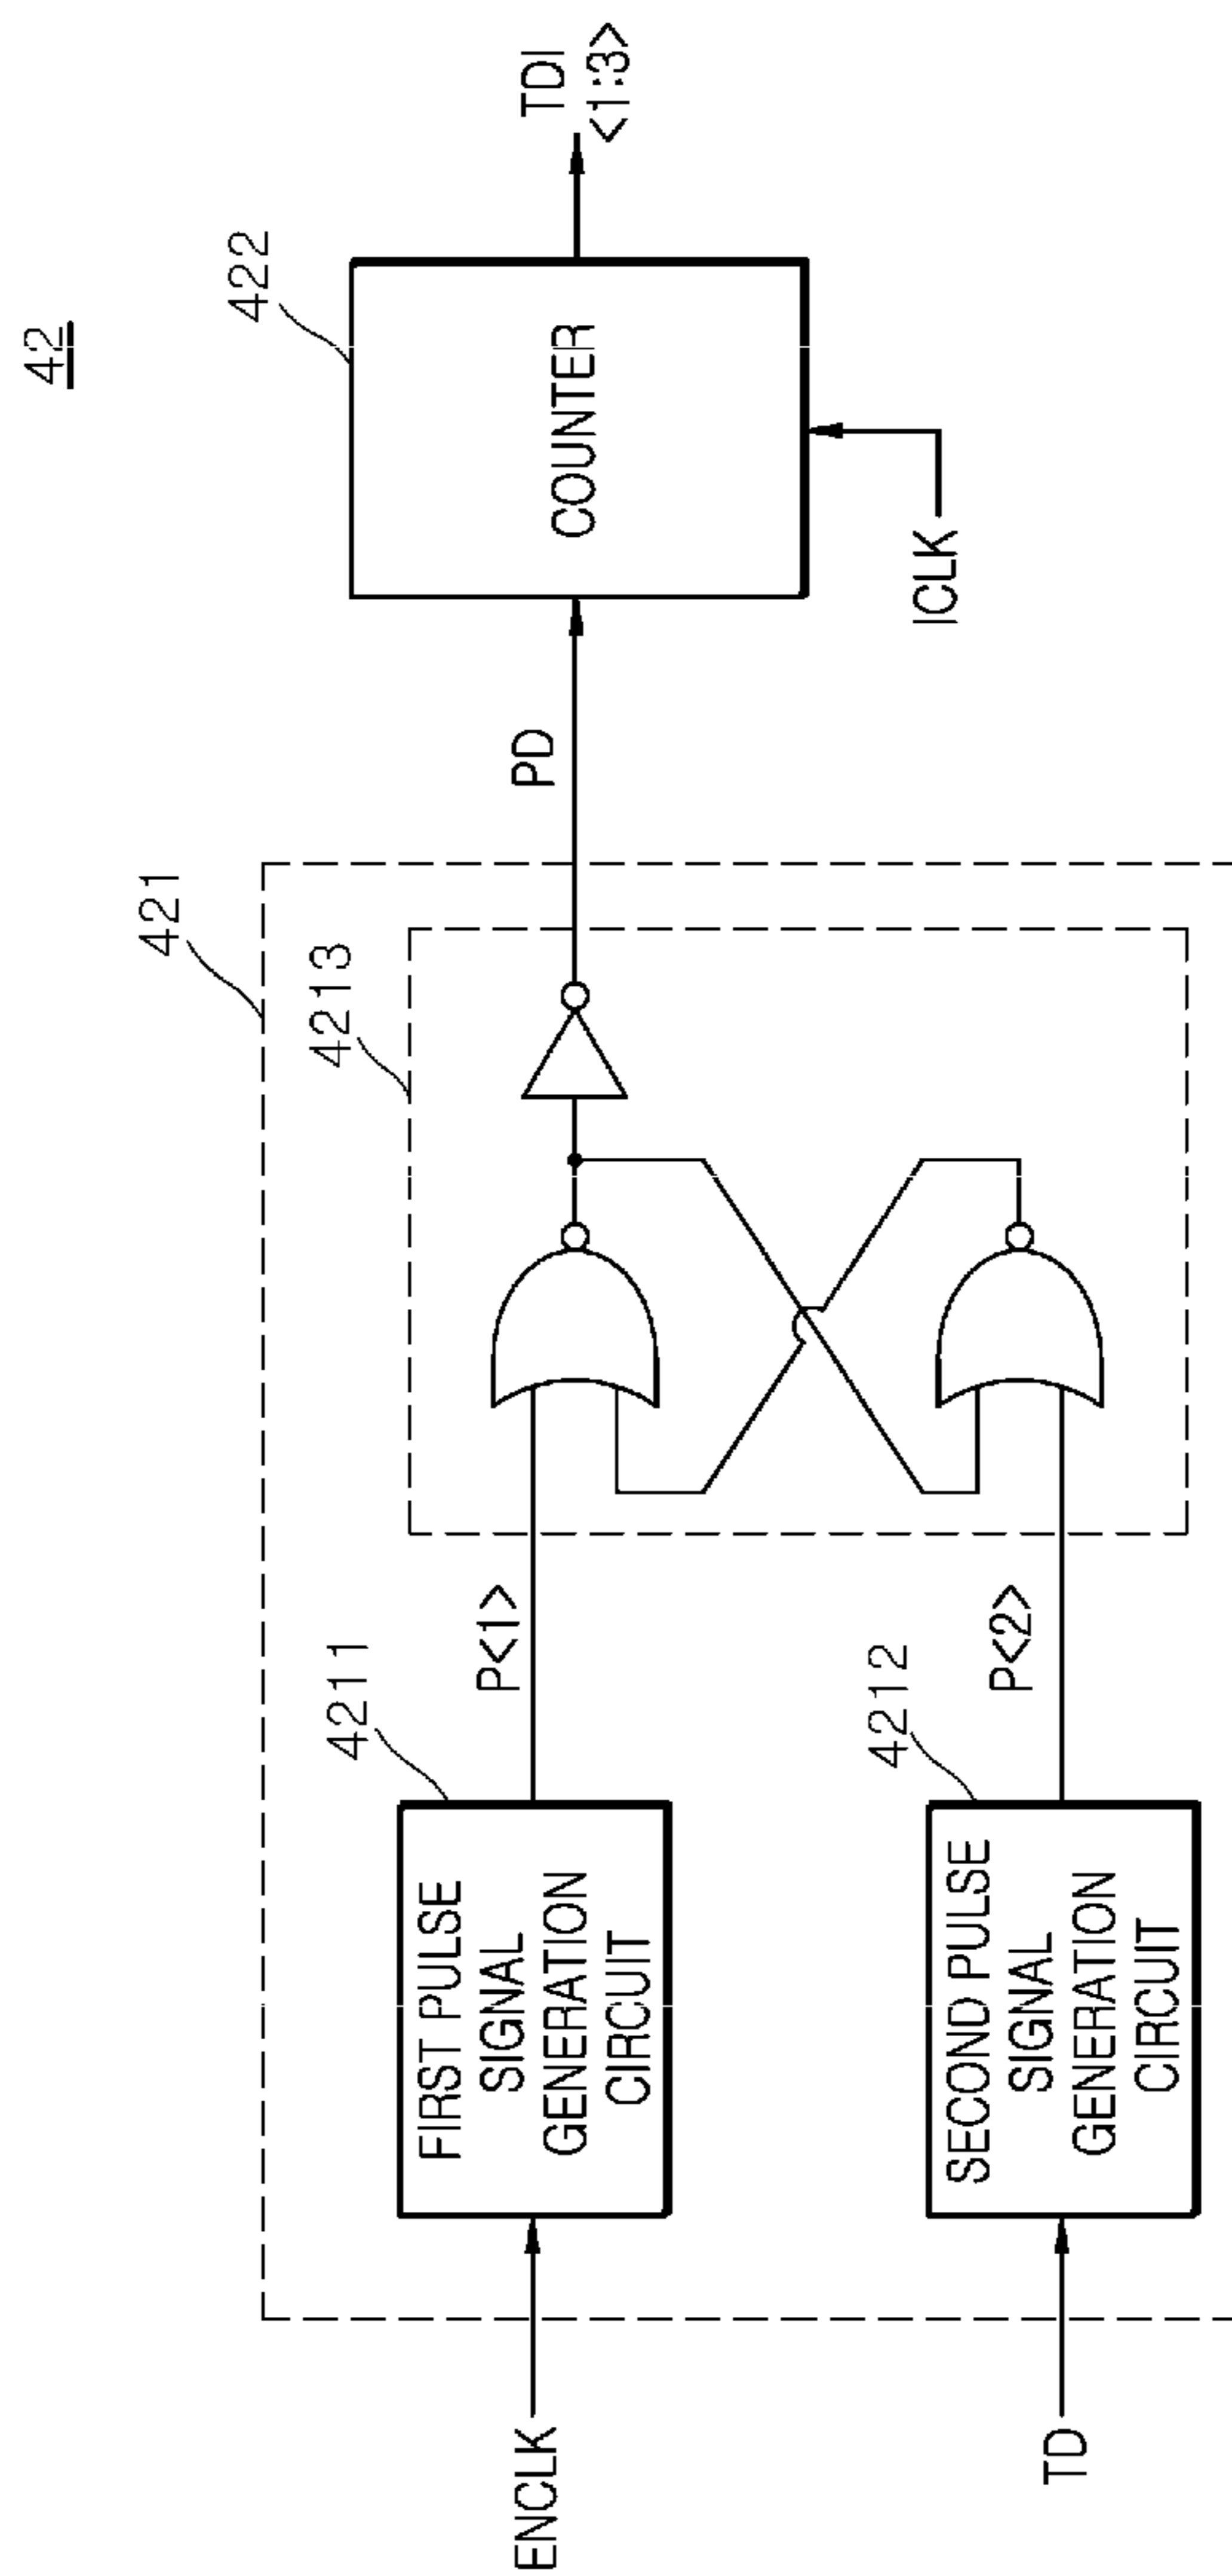 42
421
4211
4213
422
ENCLK
FIRST PULSE
SIGNAL
GENERATION
CIRCUIT
P<1>
PD
COUNTER
TDI
<1:3>
4212
TD
SECOND PULSE
SIGNAL
GENERATION
CIRCUIT
P<2>
ICLK